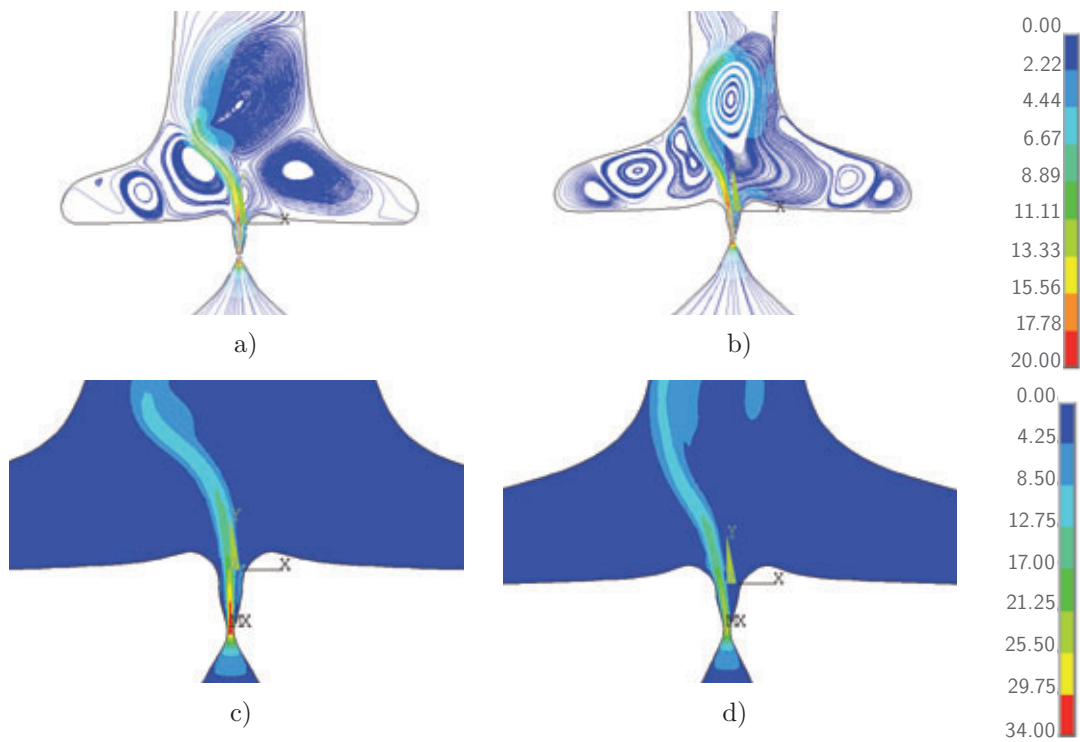 X
X
a)
b)
0.00
2.22
4.44
6.67
8.89
11.11
13.33
15.56
17.78
20.00
Y
X
MX
Y
X
MX
c)
d)
0.00
4.25
8.50
12.75
17.00
21.25
25.50
29.75
34.00